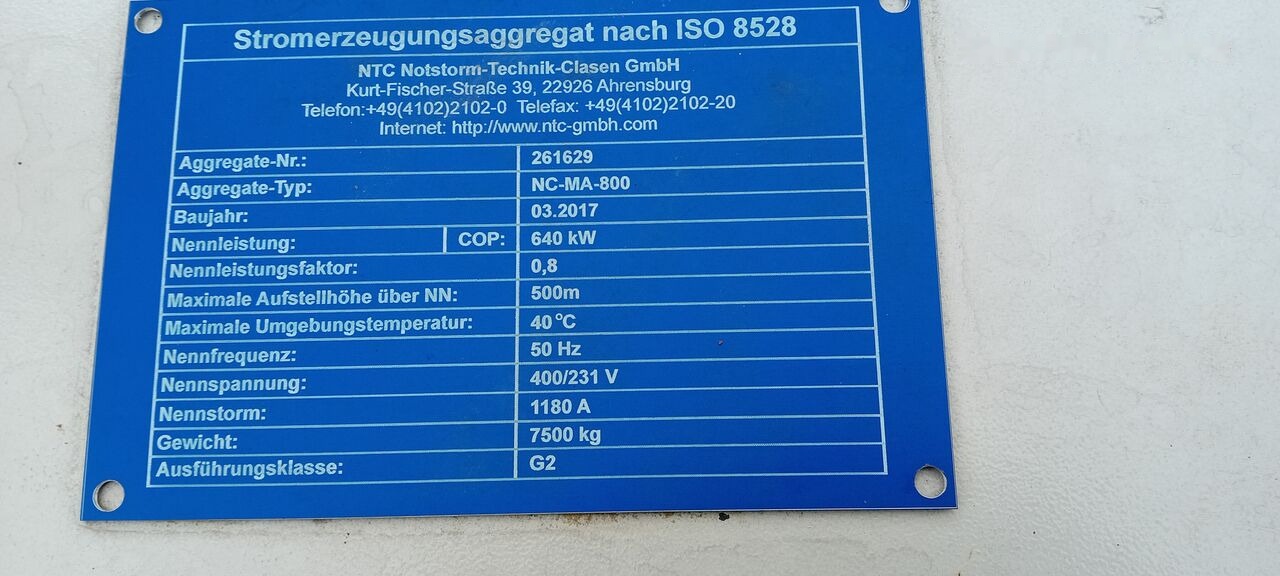 Stromerzeugungsaggregat nach ISO 8528
NTC Notstorm-Technik-Clasen GmbH
Kurt-Fischer-Straße 39, 22926 Ahrensburg
Telefon:+49(4102)2102-0 Telefax: +49(4102)2102-20
Internet: http://www.ntc-gmbh.com
Aggregate-Nr.: 261629
Aggregate-Typ: NC-MA-800
Baujahr: 03.2017
Nennleistung: COP: 640 kW
Nennleistungsfaktor: 0,8
Maximale Aufstellhöhe über NN: 500m
Maximale Umgebungstemperatur: 40°C
Nennfrequenz: 50 Hz
Nennspannung: 400/231 V
Nennstorm: 1180 A
Gewicht: 7500 kg
Ausführungsklasse: G2